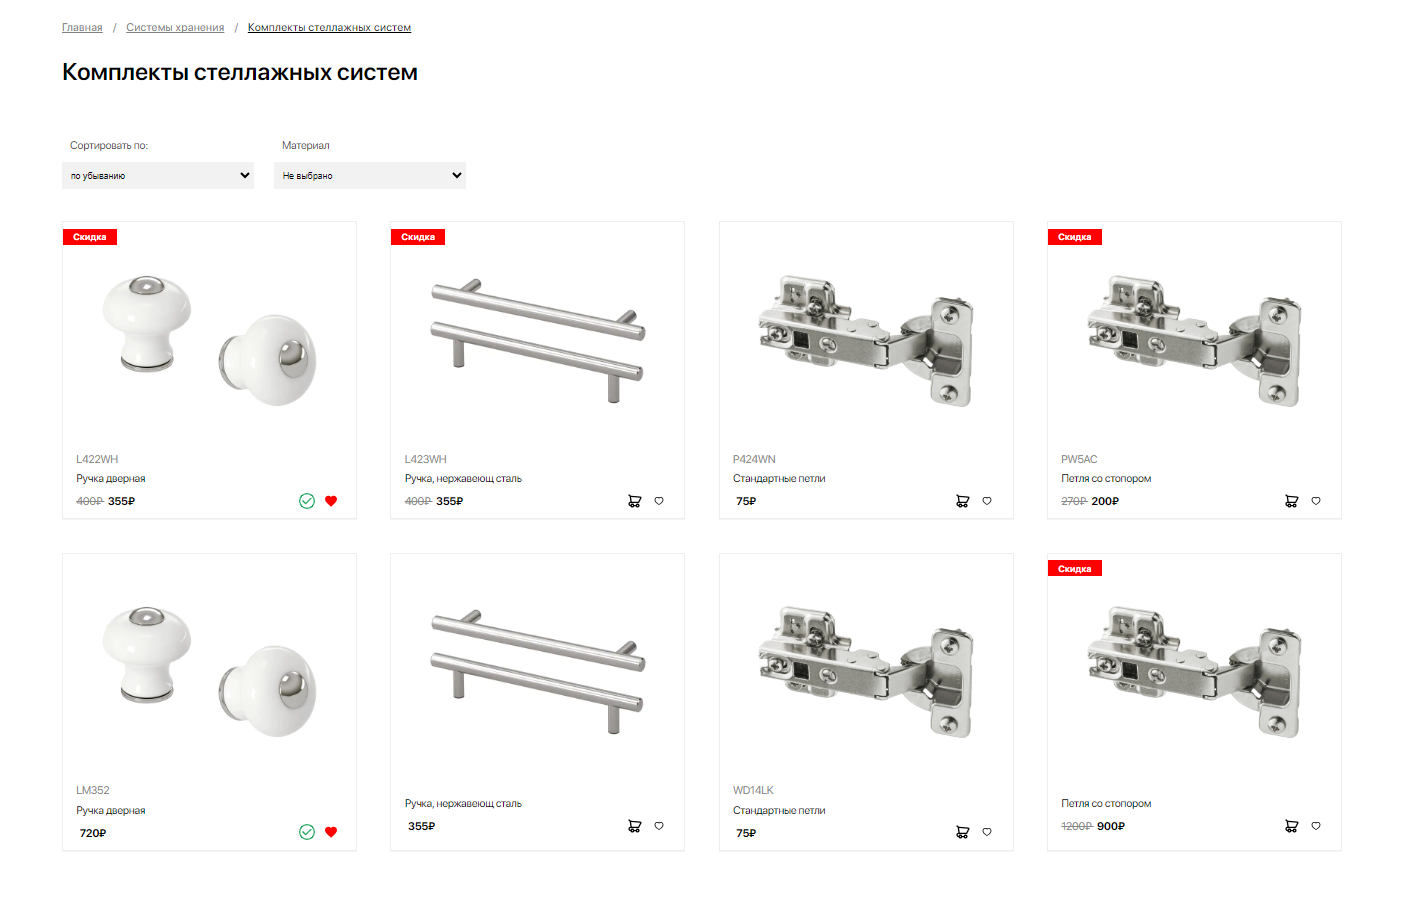 Главная / Системы хранения / Комплекты стеллажных систем
Комплекты стеллажных систем
Сортировать по: Материал
по убыванию Не выбрано
Скидка Скидка Скидка
L422WH L423WH P424WN PW5AC
Ручка дверная Ручка, нержавеющ сталь Стандартные петли Петля со стопором
400₽ 355₽ 400₽ 355₽ 75₽ 270₽ 200₽
Скидка
LM352 WD14LK
Ручка дверная Ручка, нержавеющ сталь Стандартные петли Петля со стопором
720₽ 355₽ 75₽ 1200₽ 900₽